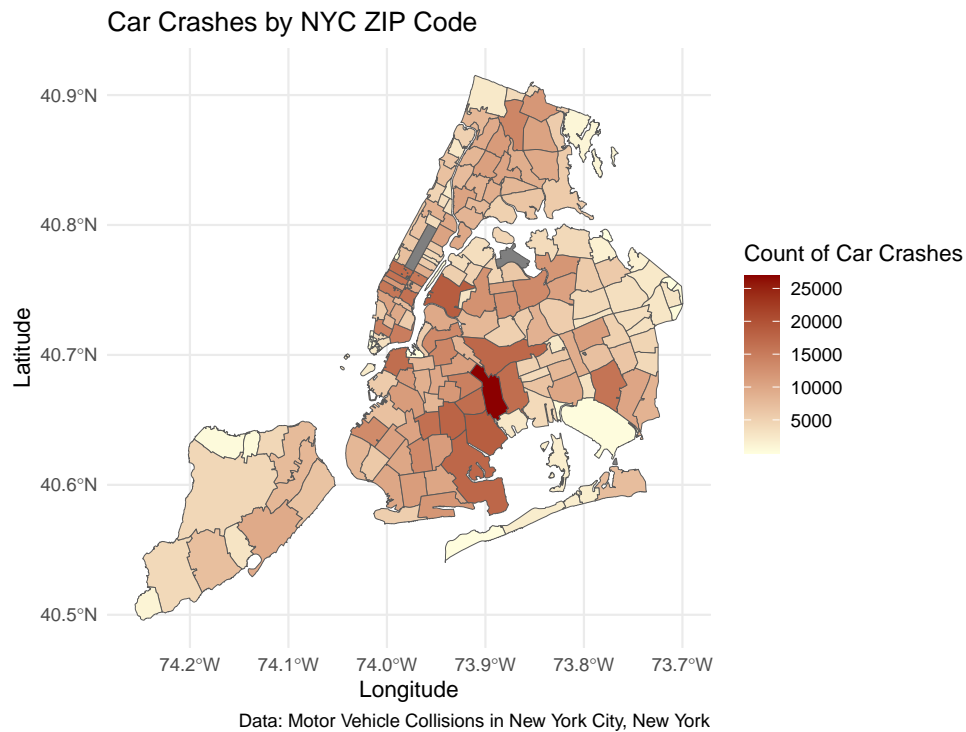 Car Crashes by NYC ZIP Code
40.9°N
40.8°N
40.7°N
40.6°N
40.5°N
Latitude
74.2°W 74.1°W 74.0°W 73.9°W 73.8°W 73.7°W
Longitude
Count of Car Crashes
25000
20000
15000
10000
5000
Data: Motor Vehicle Collisions in New York City, New York